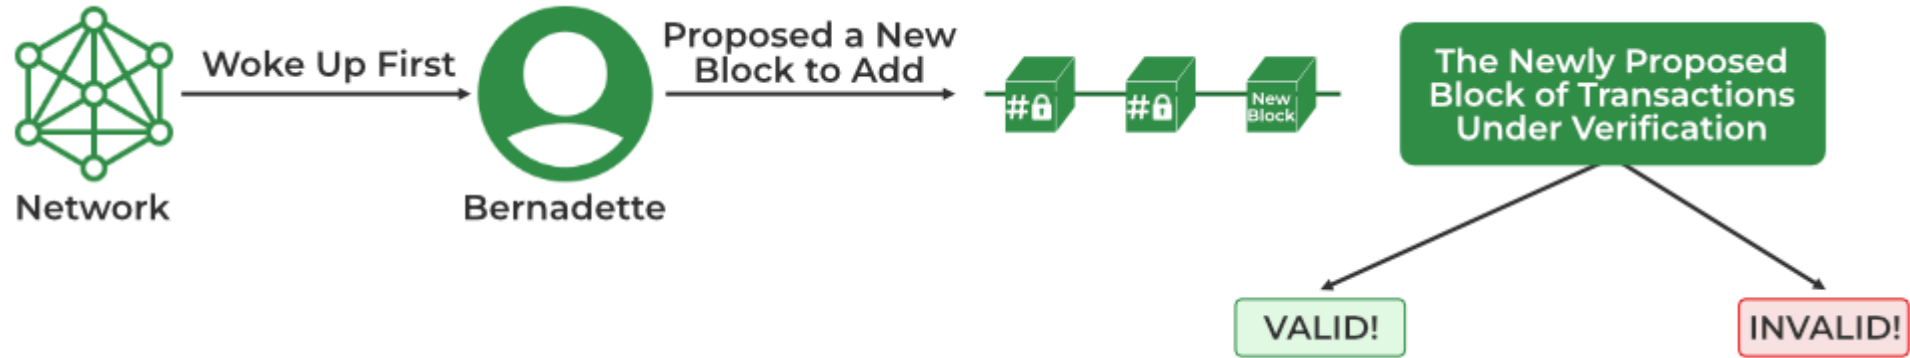 Woke Up First
Proposed a New
Block to Add
Network
Bernadette
#
#
New
Block
The Newly Proposed
Block of Transactions
Under Verification
VALID!
INVALID!